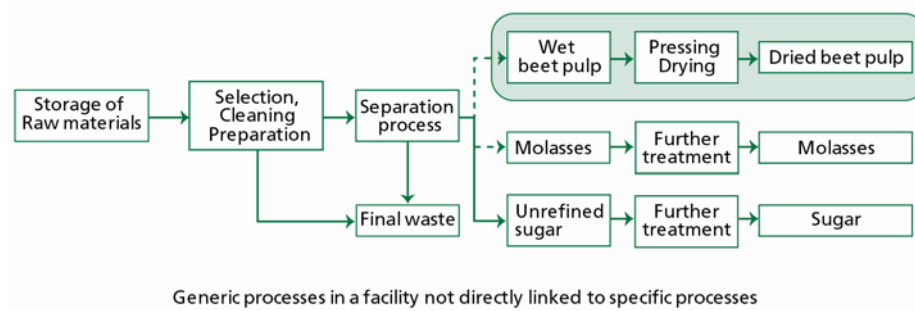 Storage of
Raw materials
Selection,
Cleaning
Preparation
Separation
process
Final waste
Wet
beet pulp
Pressing
Drying
Dried beet pulp
Molasses
Further
treatment
Molasses
Unrefined
sugar
Further
treatment
Sugar
Generic processes in a facility not directly linked to specific processes